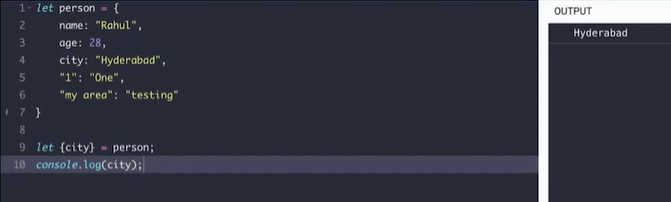 let person = {
name: "Rahul",
age: 28,
city: "Hyderabad",
"1": "One",
"my area": "testing"
}
let {city} = person;
console.log(city);
OUTPUT
Hyderabad
1
2
3
4
5
6
7
8
9
10